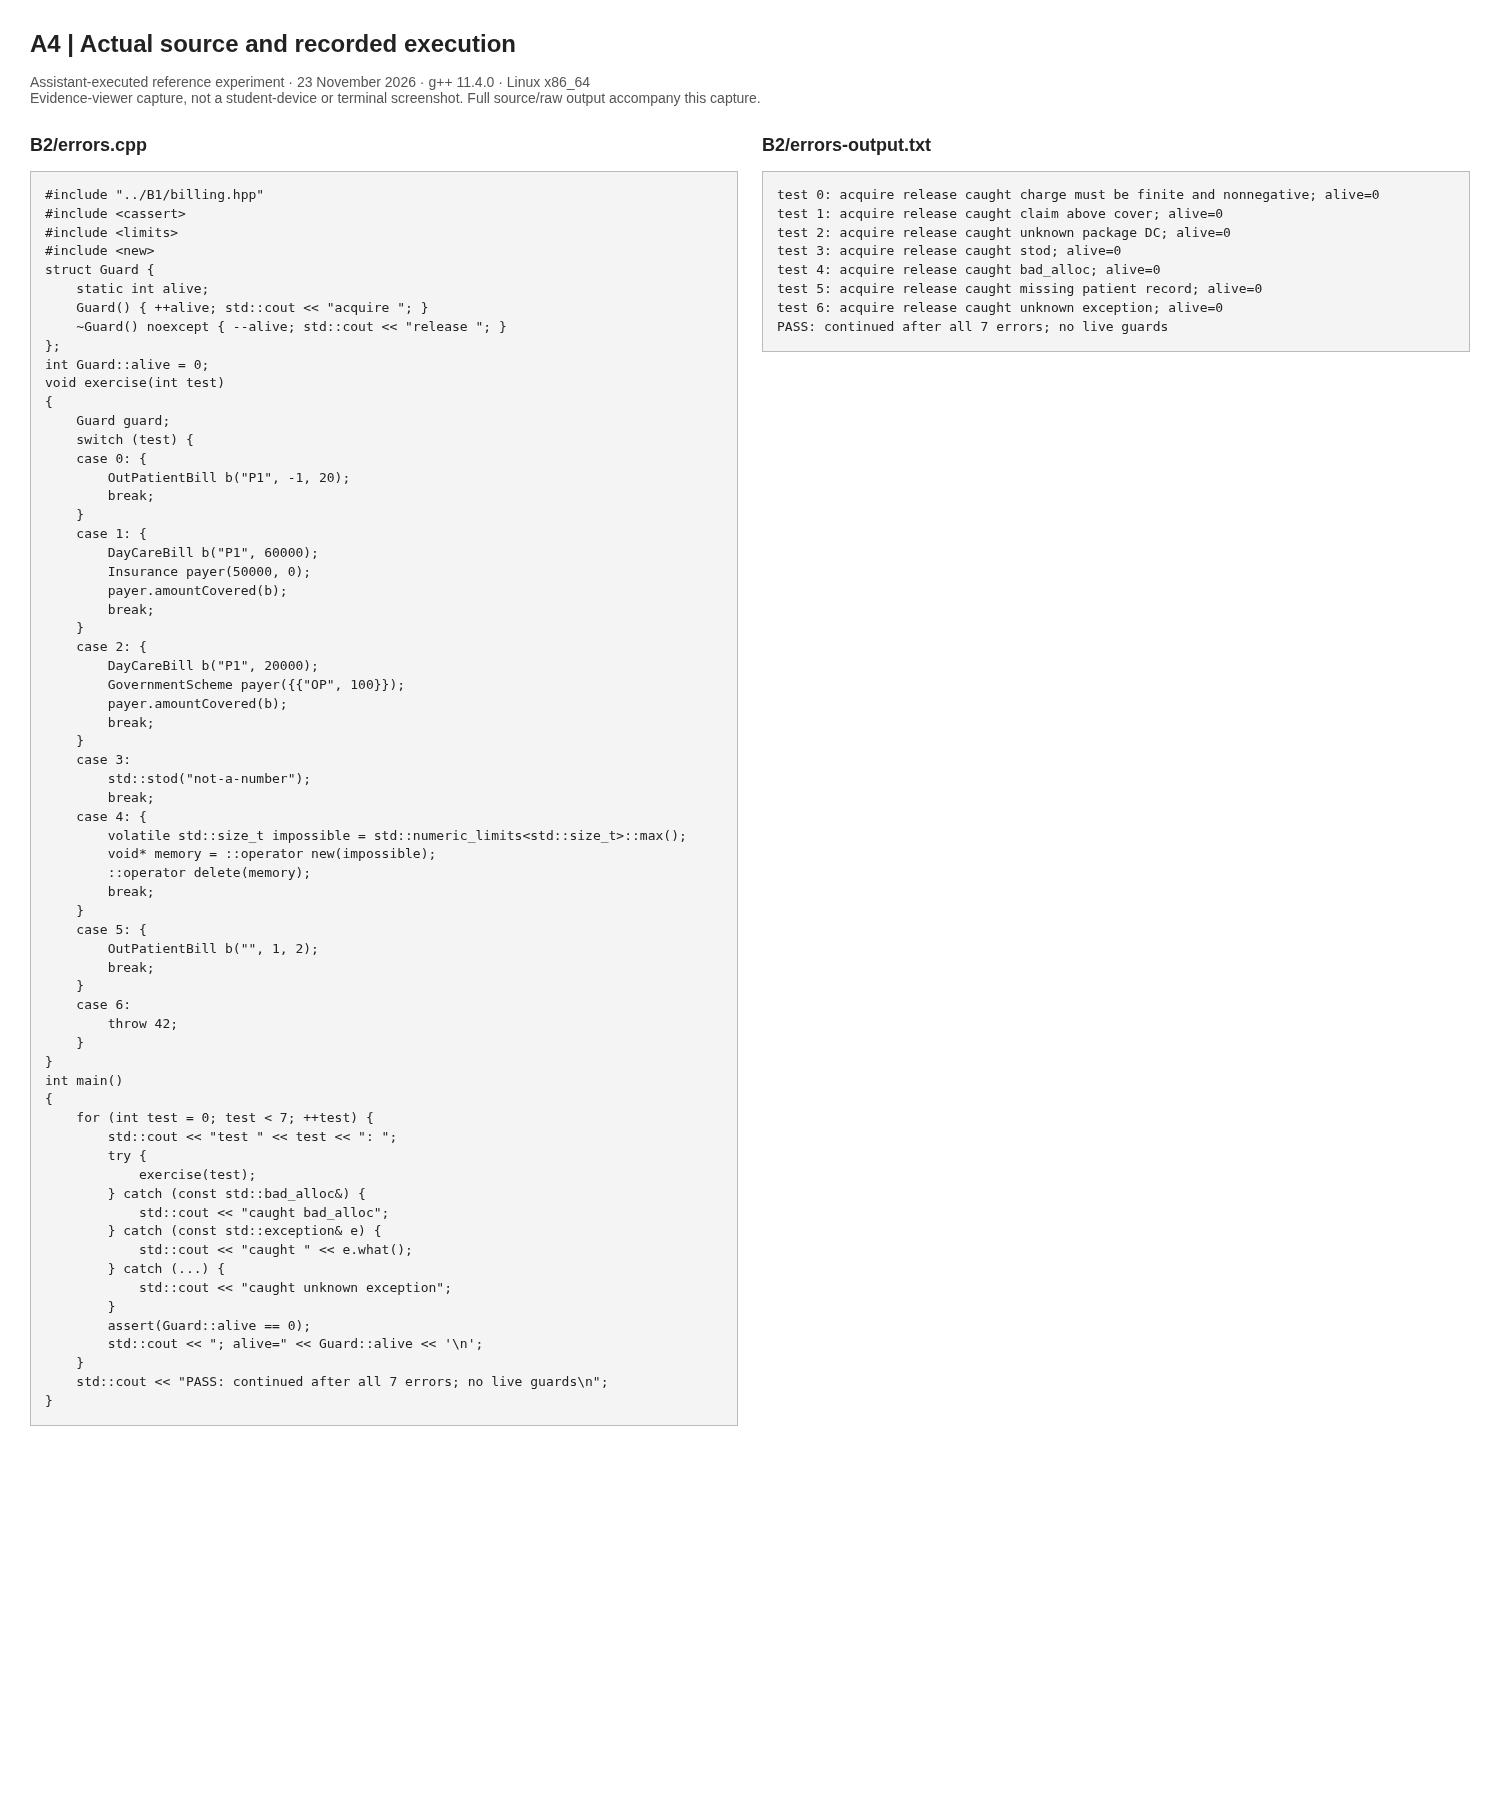 A4 | Actual source and recorded execution
Assistant-executed reference experiment · 23 November 2026 · g++ 11.4.0 · Linux x86_64
Evidence-viewer capture, not a student-device or terminal screenshot. Full source/raw output accompany this capture.
B2/errors.cpp
#include "../B1/billing.hpp"
#include <cassert>
#include <limits>
#include <new>
struct Guard {
    static int alive;
    Guard() { ++alive; std::cout << "acquire "; }
    ~Guard() noexcept { --alive; std::cout << "release "; }
};
int Guard::alive = 0;
void exercise(int test)
{
    Guard guard;
    switch (test) {
    case 0: {
        OutPatientBill b("P1", -1, 20);
        break;
    }
    case 1: {
        DayCareBill b("P1", 60000);
        Insurance payer(50000, 0);
        payer.amountCovered(b);
        break;
    }
    case 2: {
        DayCareBill b("P1", 20000);
        GovernmentScheme payer({{"OP", 100}});
        payer.amountCovered(b);
        break;
    }
    case 3:
        std::stod("not-a-number");
        break;
    case 4: {
        volatile std::size_t impossible = std::numeric_limits<std::size_t>::max();
        void* memory = ::operator new(impossible);
        ::operator delete(memory);
        break;
    }
    case 5: {
        OutPatientBill b("", 1, 2);
        break;
    }
    case 6:
        throw 42;
    }
}
int main()
{
    for (int test = 0; test < 7; ++test) {
        std::cout << "test " << test << ": ";
        try {
            exercise(test);
        } catch (const std::bad_alloc&) {
            std::cout << "caught bad_alloc";
        } catch (const std::exception& e) {
            std::cout << "caught " << e.what();
        } catch (...) {
            std::cout << "caught unknown exception";
        }
        assert(Guard::alive == 0);
        std::cout << "; alive=" << Guard::alive << '\n';
    }
    std::cout << "PASS: continued after all 7 errors; no live guards\n";
}
B2/errors-output.txt
test 0: acquire release caught charge must be finite and nonnegative; alive=0
test 1: acquire release caught claim above cover; alive=0
test 2: acquire release caught unknown package DC; alive=0
test 3: acquire release caught stod; alive=0
test 4: acquire release caught bad_alloc; alive=0
test 5: acquire release caught missing patient record; alive=0
test 6: acquire release caught unknown exception; alive=0
PASS: continued after all 7 errors; no live guards